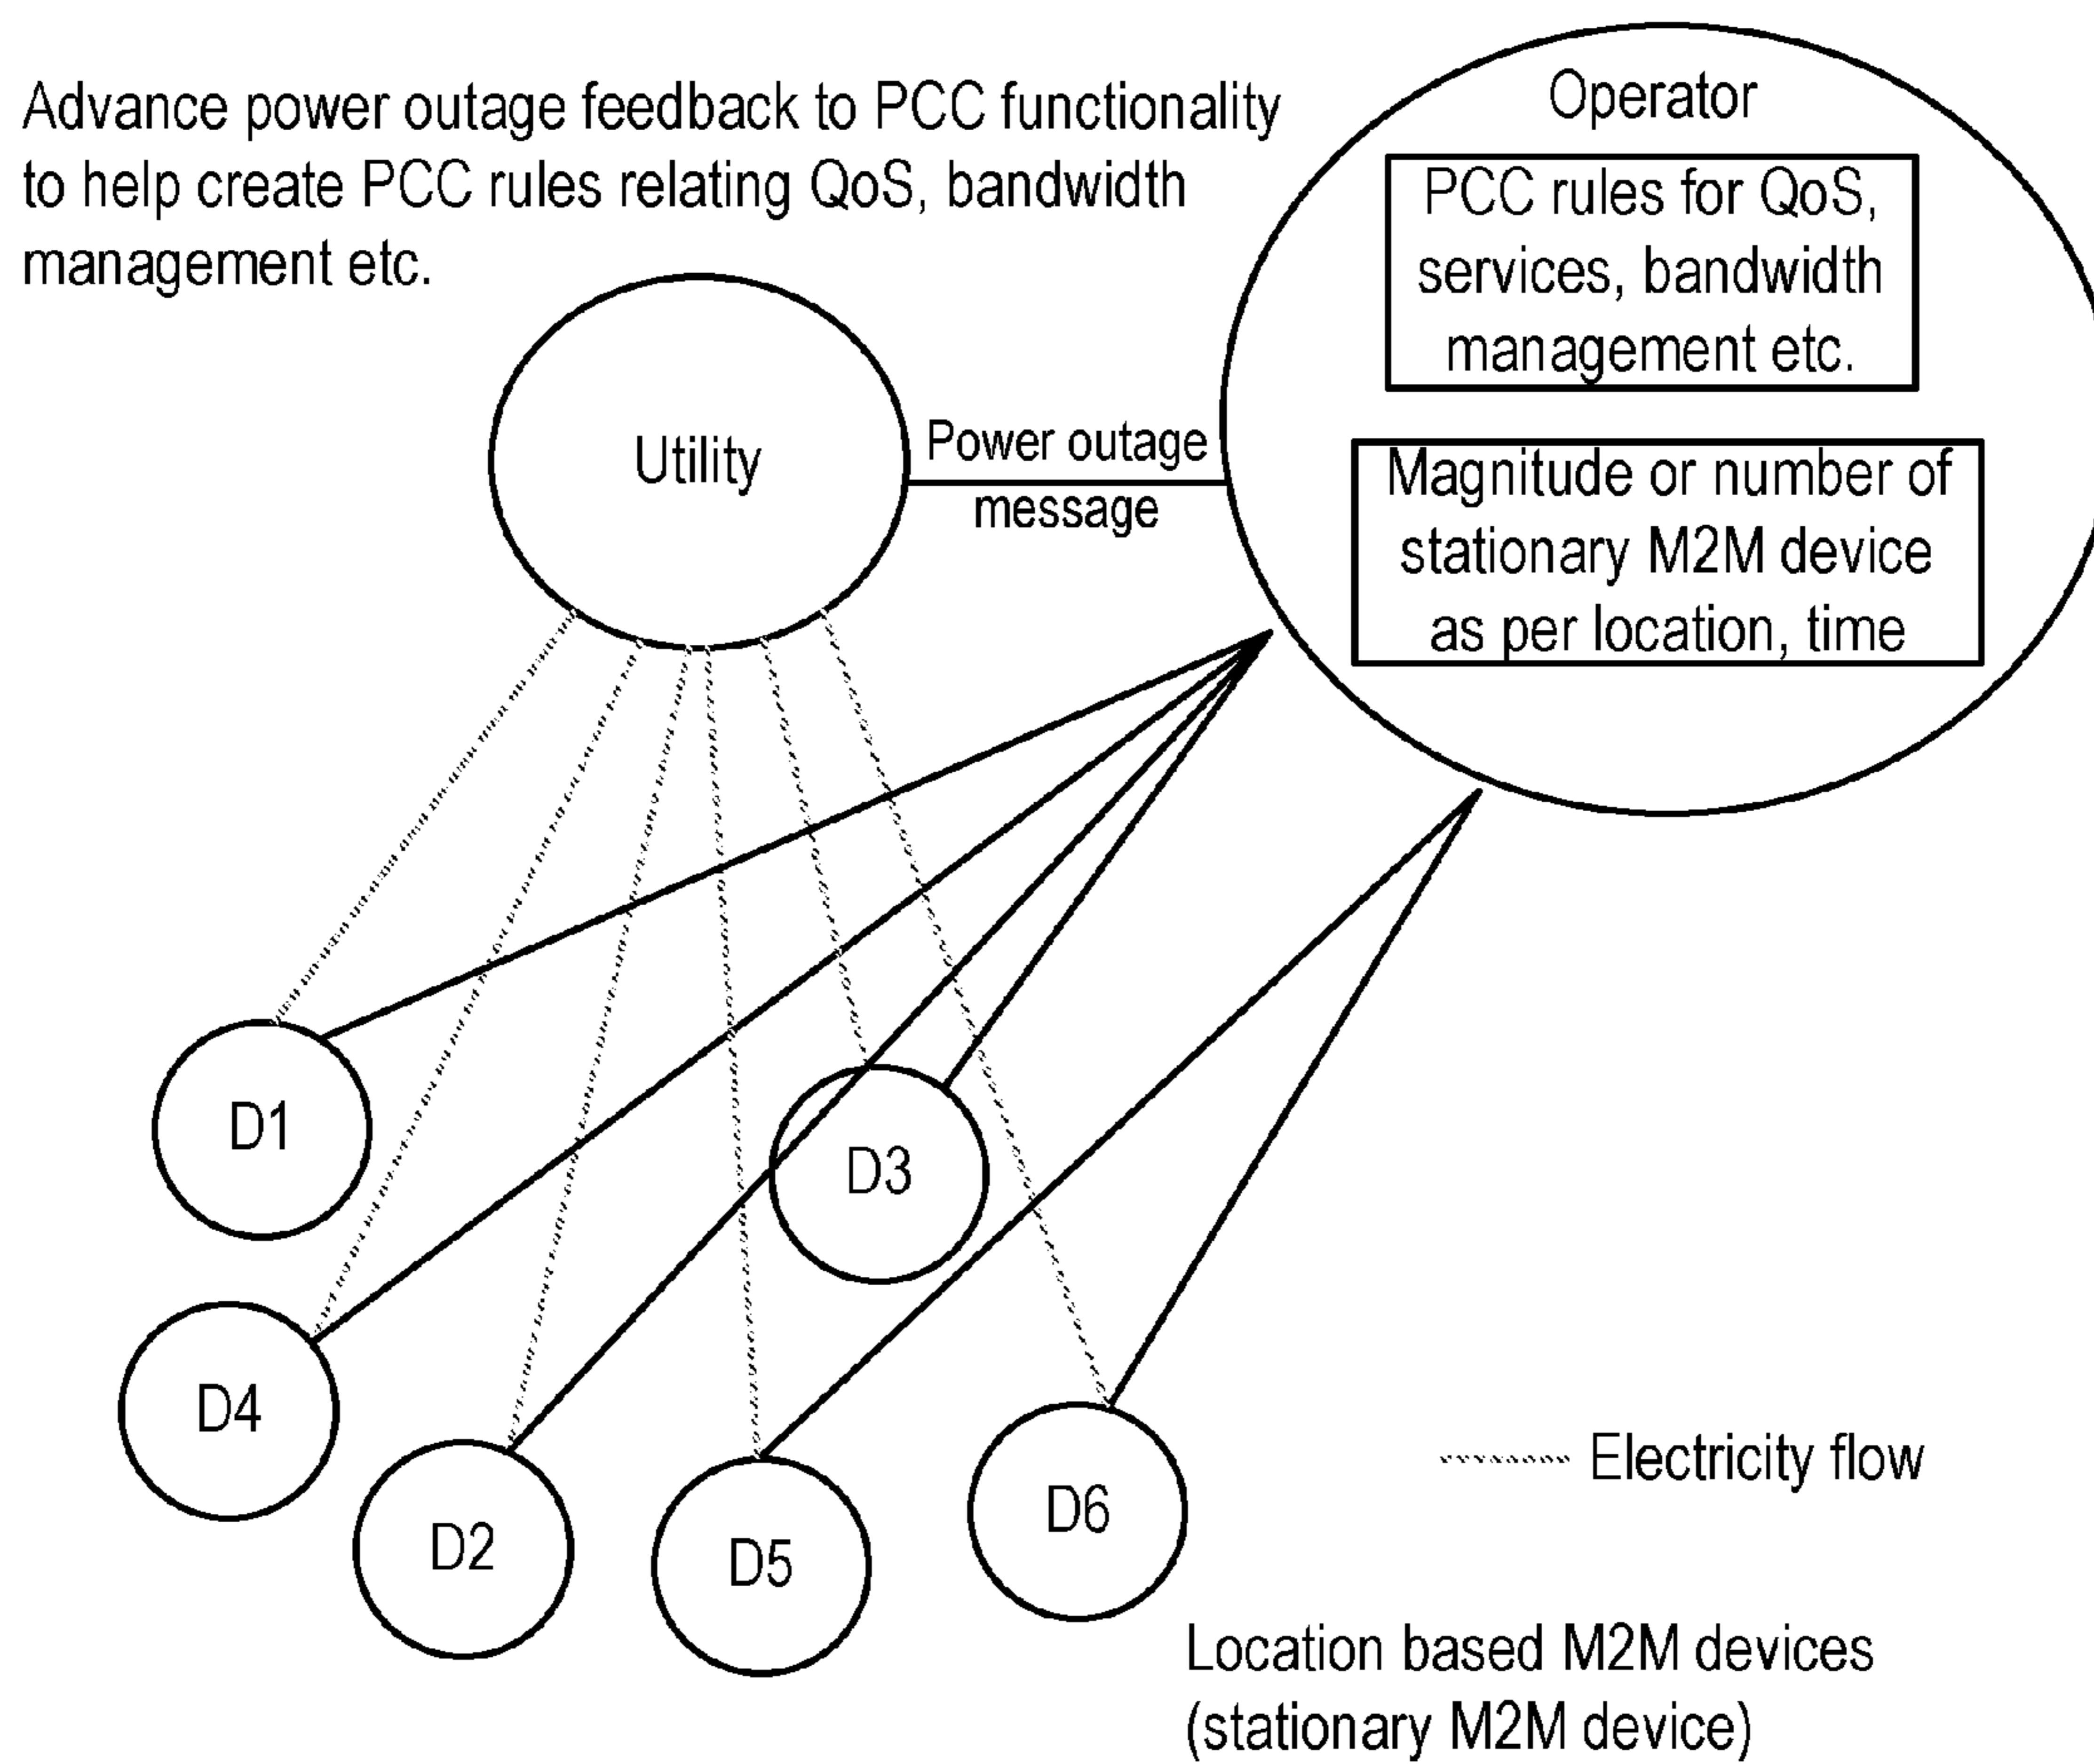 Advance power outage feedback to PCC functionality
to help create PCC rules relating QoS, bandwidth
management etc.
Operator
PCC rules for QoS,
services, bandwidth
management etc.
Utility
Power outage
message
Magnitude or number of
stationary M2M device
as per location, time
D1
D3
D4
D2
D5
D6
Electricity flow
Location based M2M devices
(stationary M2M device)